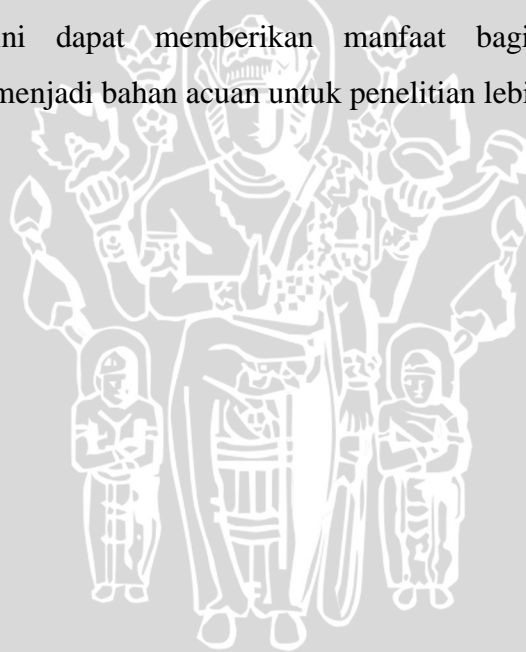 ini dapat memberikan manfaat bagi
menjadi bahan acuan untuk penelitian lebi